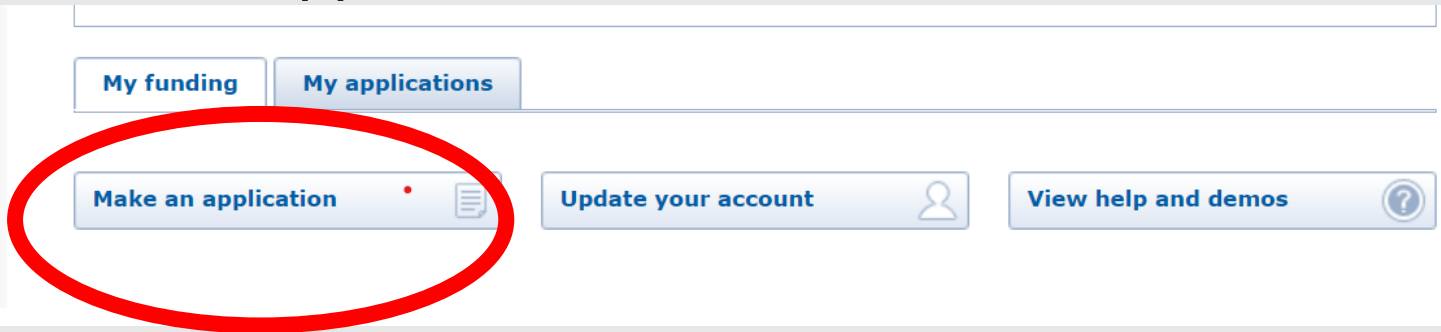 My funding
My applications
Make an application
Update your account
View help and demos
?